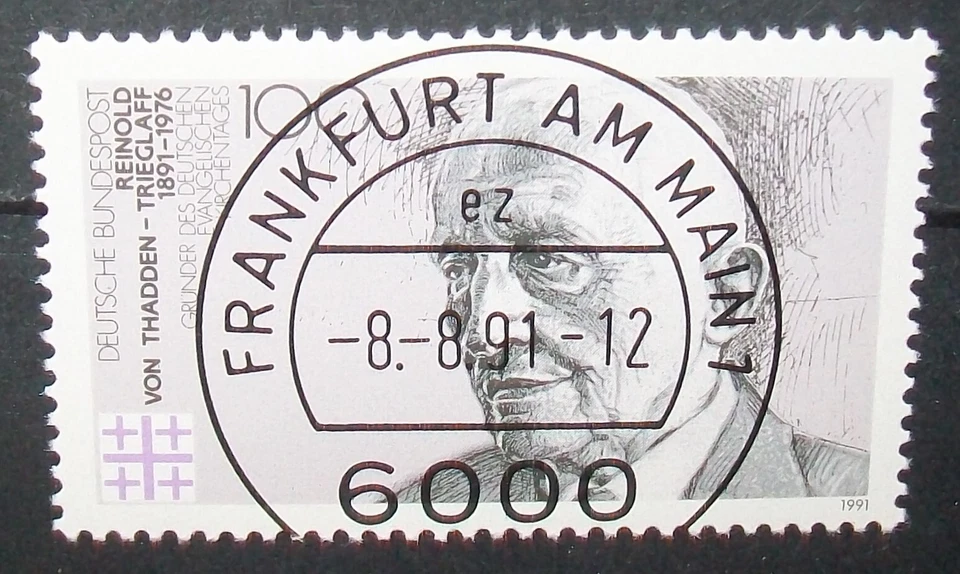 DEUTSCHE BUNDESPOST
REINOLD
VON THADDEN-TRIEGLAFF
1891-1976
GRÜNDER DES DEUTSCHEN
EVANGELISCHEN
KIRCHENTAGES
100
FRANKFURT AM MAIN 1
ez
-8.-8.91-12
6000
1991